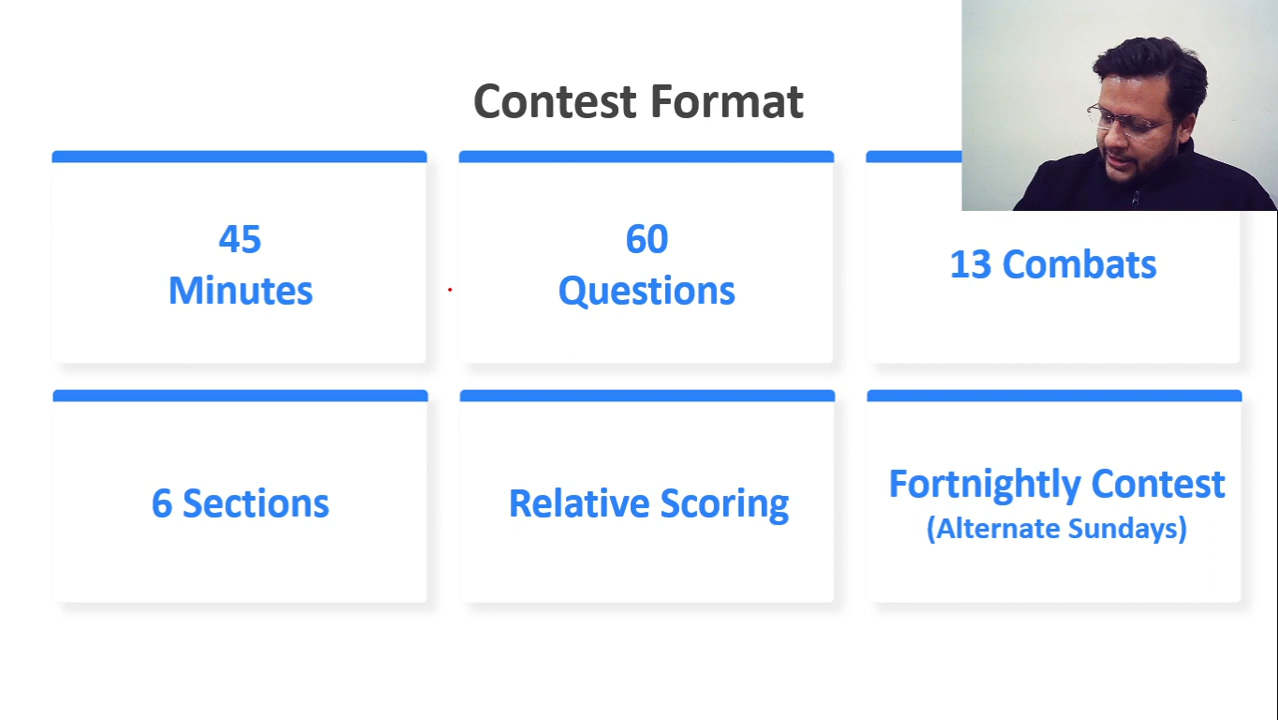 Contest Format
45
Minutes
60
Questions
13 Combats
6 Sections
Relative Scoring
Fortnightly Contest
(Alternate Sundays)